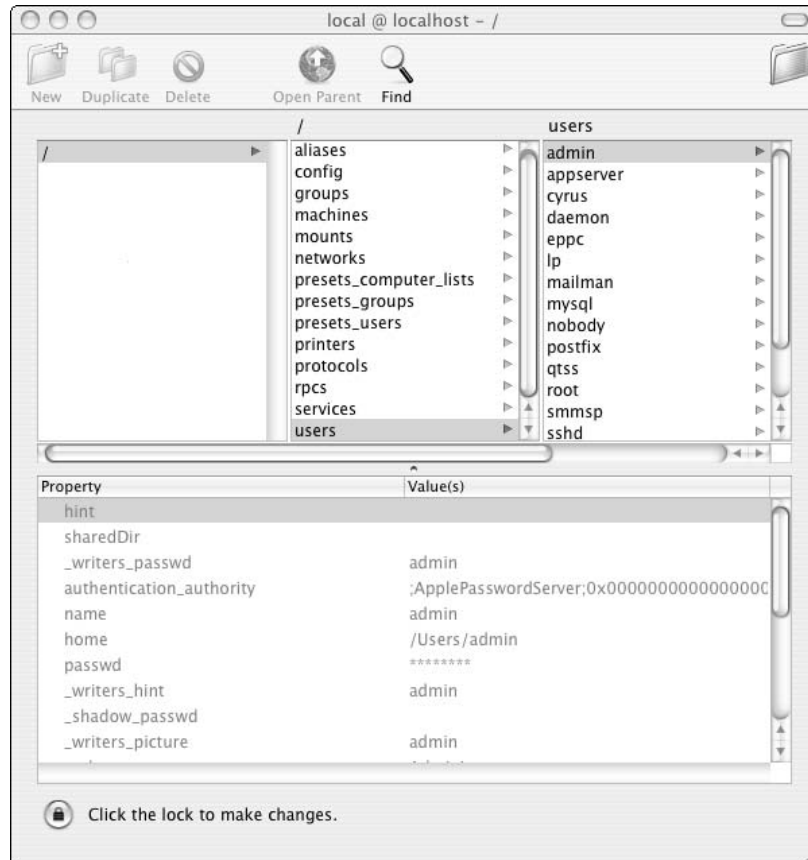 local @ localhost – /
New Duplicate Delete Open Parent Find
/ users
/
aliases
config
groups
machines
mounts
networks
presets_computer_lists
presets_groups
presets_users
printers
protocols
rpcs
services
users
admin
appserver
cyrus
daemon
eppc
lp
mailman
mysql
nobody
postfix
qtss
root
smmsp
sshd
Property Value(s)
hint
sharedDir
_writers_passwd admin
authentication_authority ;ApplePasswordServer;0x0000000000000000
name admin
home /Users/admin
passwd ********
_writers_hint admin
_shadow_passwd
_writers_picture admin
Click the lock to make changes.